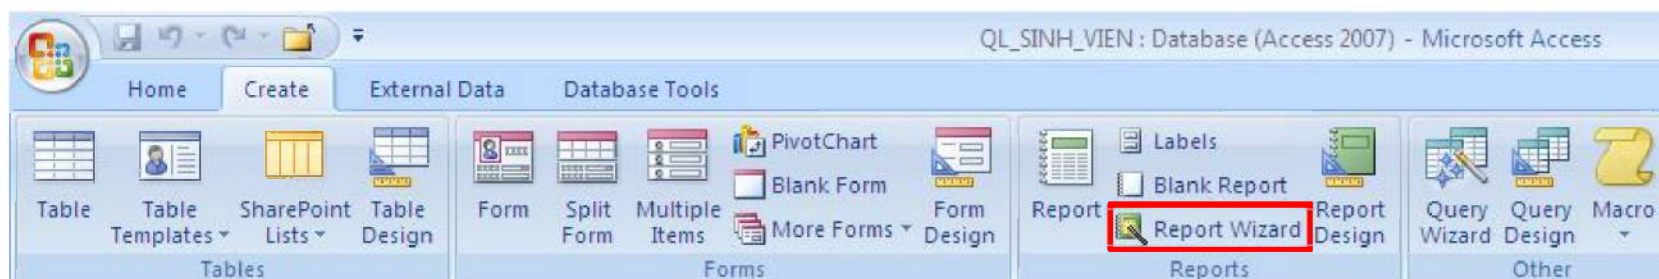 QL_SINH_VIEN : Database (Access 2007) - Microsoft Access
Home Create External Data Database Tools
PivotChart Labels
Blank Form Blank Report
Table Table Templates SharePoint Lists Table Design Form Split Form Multiple Items More Forms Form Design Report Report Wizard Report Design Query Wizard Query Design Macro
Tables Forms Reports Other